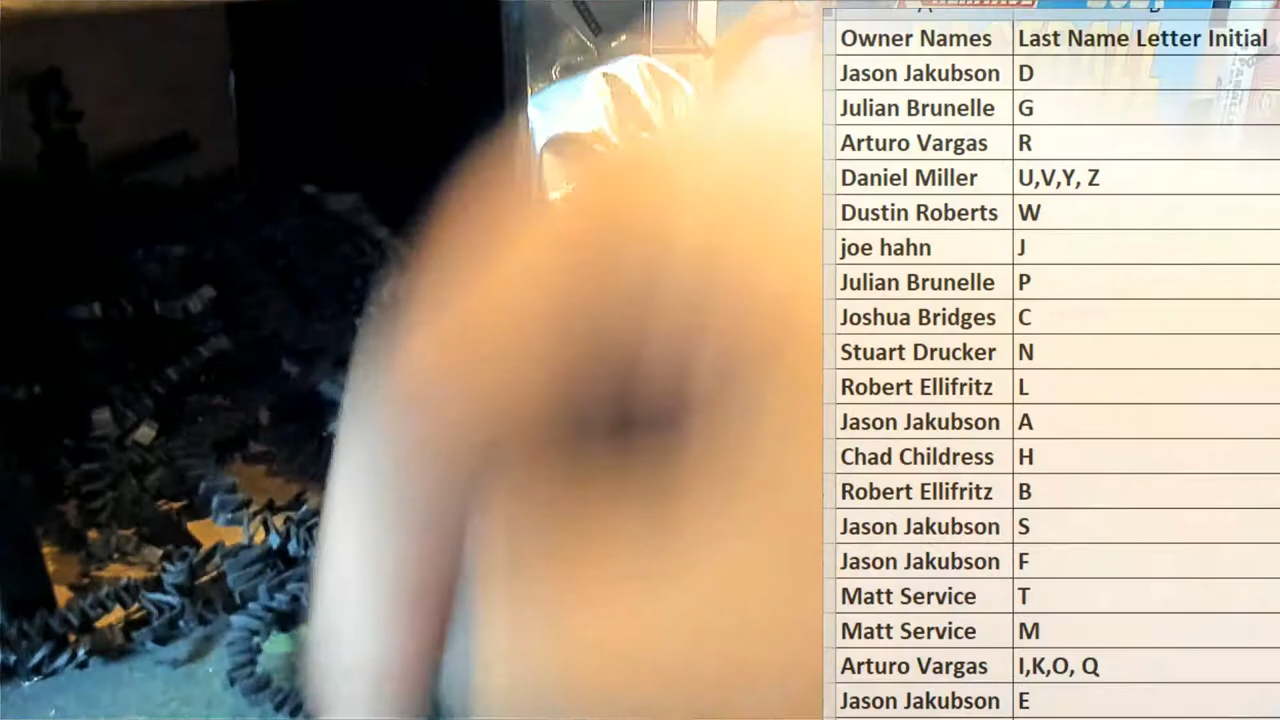 Owner Names Last Name Letter Initial
Jason Jakubson D
Julian Brunelle G
Arturo Vargas R
Daniel Miller U,V,Y, Z
Dustin Roberts W
joe hahn J
Julian Brunelle P
Joshua Bridges C
Stuart Drucker N
Robert Ellifritz L
Jason Jakubson A
Chad Childress H
Robert Ellifritz B
Jason Jakubson S
Jason Jakubson F
Matt Service T
Matt Service M
Arturo Vargas I,K,O, Q
Jason Jakubson E